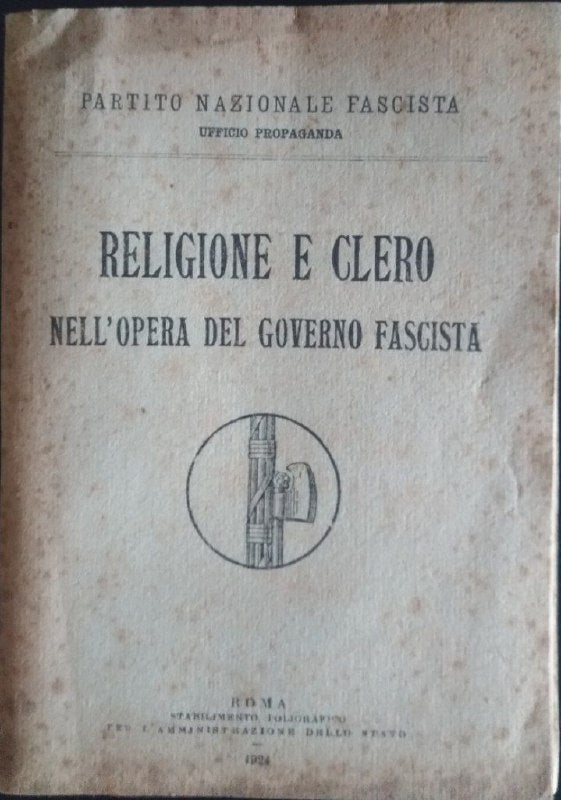 PARTITO NAZIONALE FASCISTA
UFFICIO PROPAGANDA
RELIGIONE E CLERO
NELL'OPERA DEL GOVERNO FASCISTA
ROMA
STABILIMENTO POLIGRAFICO
PER L'AMMINISTRAZIONE DELLO STATO
1924